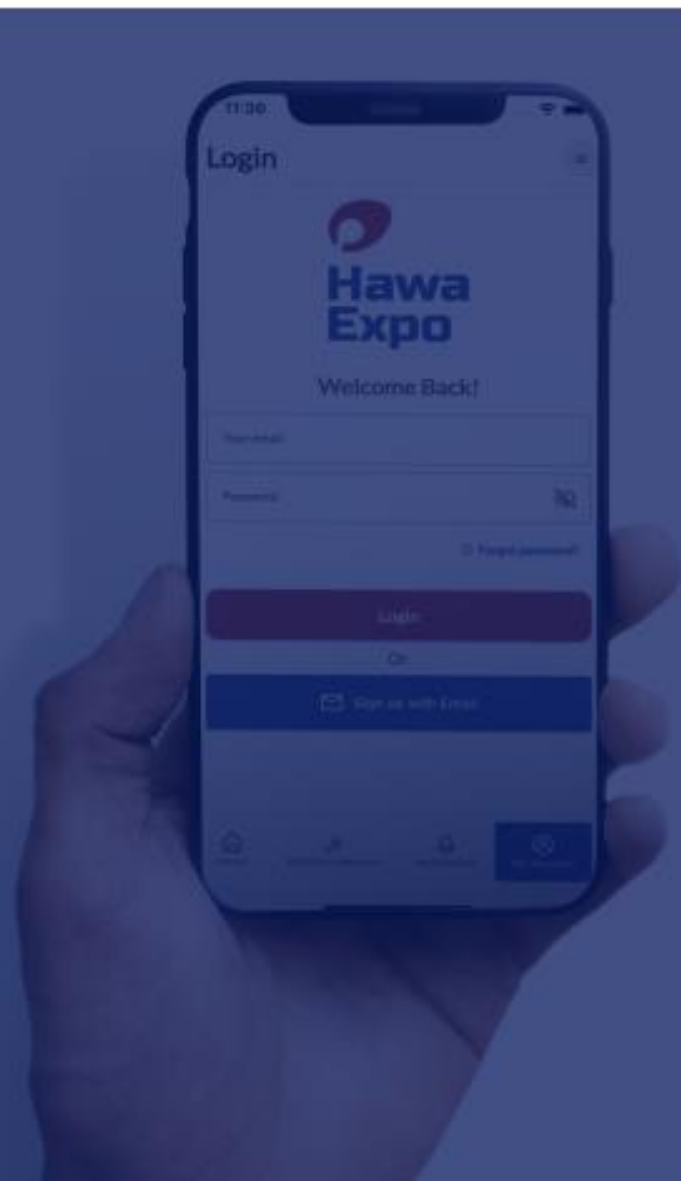 11:30
Login
Hawa
Expo
Welcome Back!
Your email
Password
Forgot password?
Login
Or
Sign up with Email